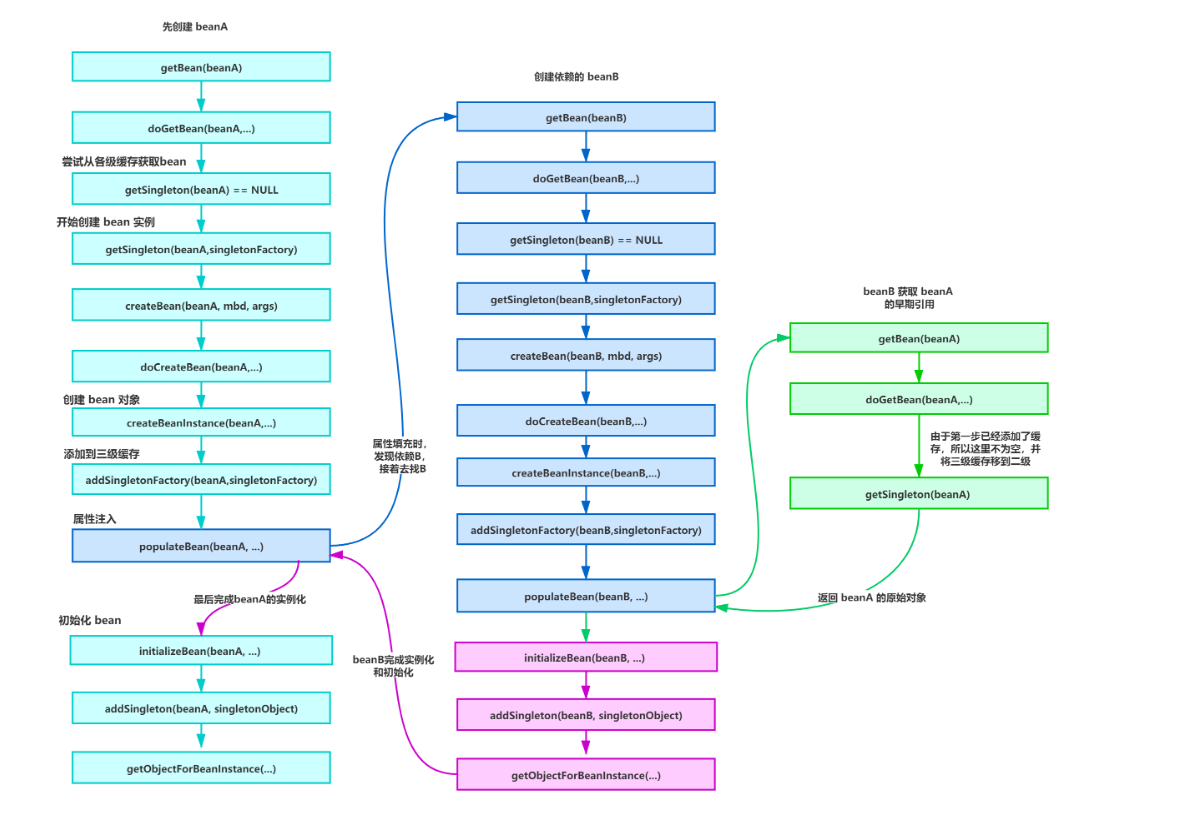 先创建 beanA
getBean(beanA)
doGetBean(beanA,...)
尝试从各级缓存获取bean
getSingleton(beanA) == NULL
开始创建 bean 实例
getSingleton(beanA,singletonFactory)
createBean(beanA, mbd, args)
doCreateBean(beanA,...)
创建 bean 对象
createBeanInstance(beanA,...)
添加到三级缓存
addSingletonFactory(beanA,singletonFactory)
属性注入
populateBean(beanA, ...)
最后完成beanA的实例化
初始化 bean
initializeBean(beanA, ...)
addSingleton(beanA, singletonObject)
getObjectForBeanInstance(...)
属性填充时，
发现依赖B，
接着去找B
创建依赖的 beanB
getBean(beanB)
doGetBean(beanB,...)
getSingleton(beanB) == NULL
getSingleton(beanB,singletonFactory)
createBean(beanB, mbd, args)
doCreateBean(beanB,...)
createBeanInstance(beanB,...)
addSingletonFactory(beanB,singletonFactory)
populateBean(beanB, ...)
initializeBean(beanB, ...)
addSingleton(beanB, singletonObject)
getObjectForBeanInstance(...)
beanB完成实例化
和初始化
beanB 获取 beanA
的早期引用
getBean(beanA)
doGetBean(beanA,...)
由于第一步已经添加了缓
存，所以这里不为空，并
将三级缓存移到二级
getSingleton(beanA)
返回 beanA 的原始对象